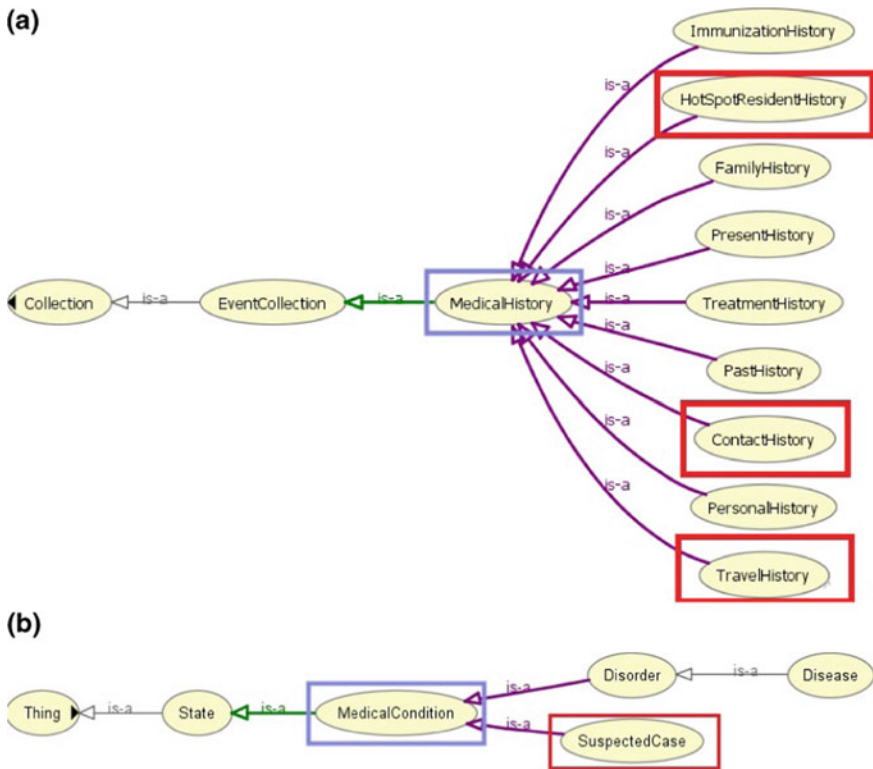 (a)
ImmunizationHistory
is-a
HotSpotResidentHistory
is-a
FamilyHistory
is-a
PresentHistory
is-a
Collection
is-a
EventCollection
is-a
MedicalHistory
is-a
TreatmentHistory
is-a
PastHistory
is-a
ContactHistory
is-a
PersonalHistory
is-a
TravelHistory
(b)
Thing
is-a
State
is-a
MedicalCondition
is-a
Disorder
is-a
Disease
is-a
SuspectedCase